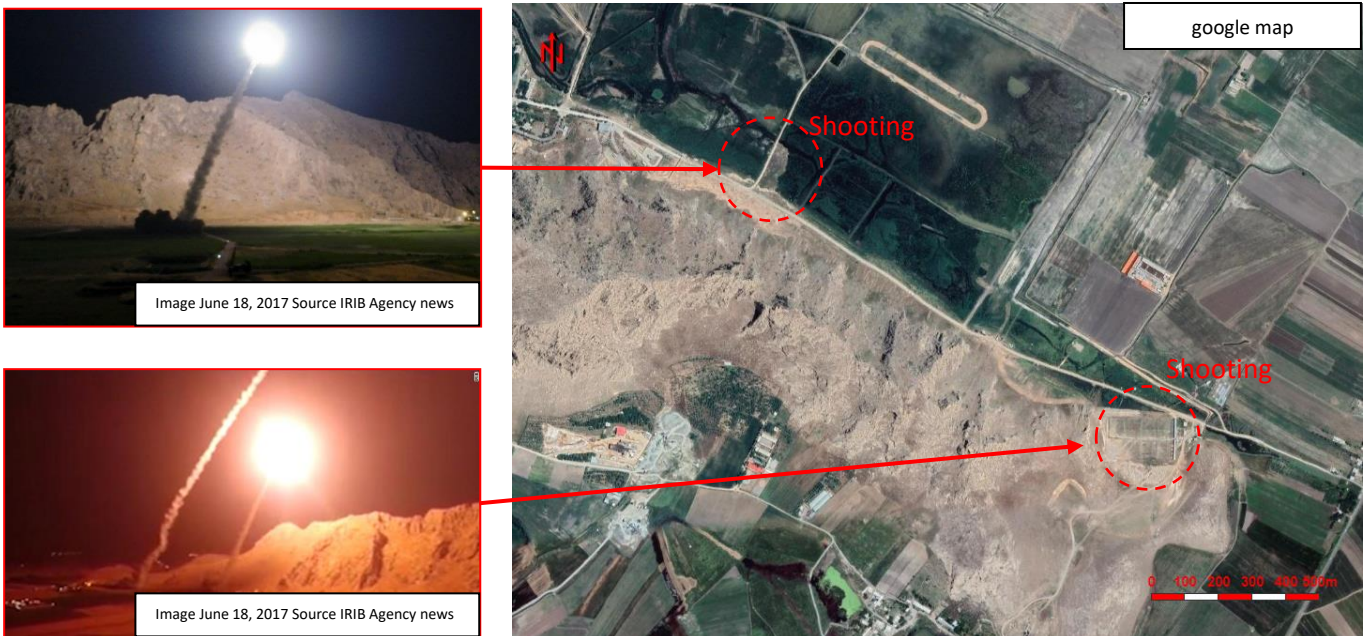 Image June 18, 2017 Source IRIB Agency news
Image June 18, 2017 Source IRIB Agency news
google map
N
Shooting
Shooting
0 100 200 300 400 500m